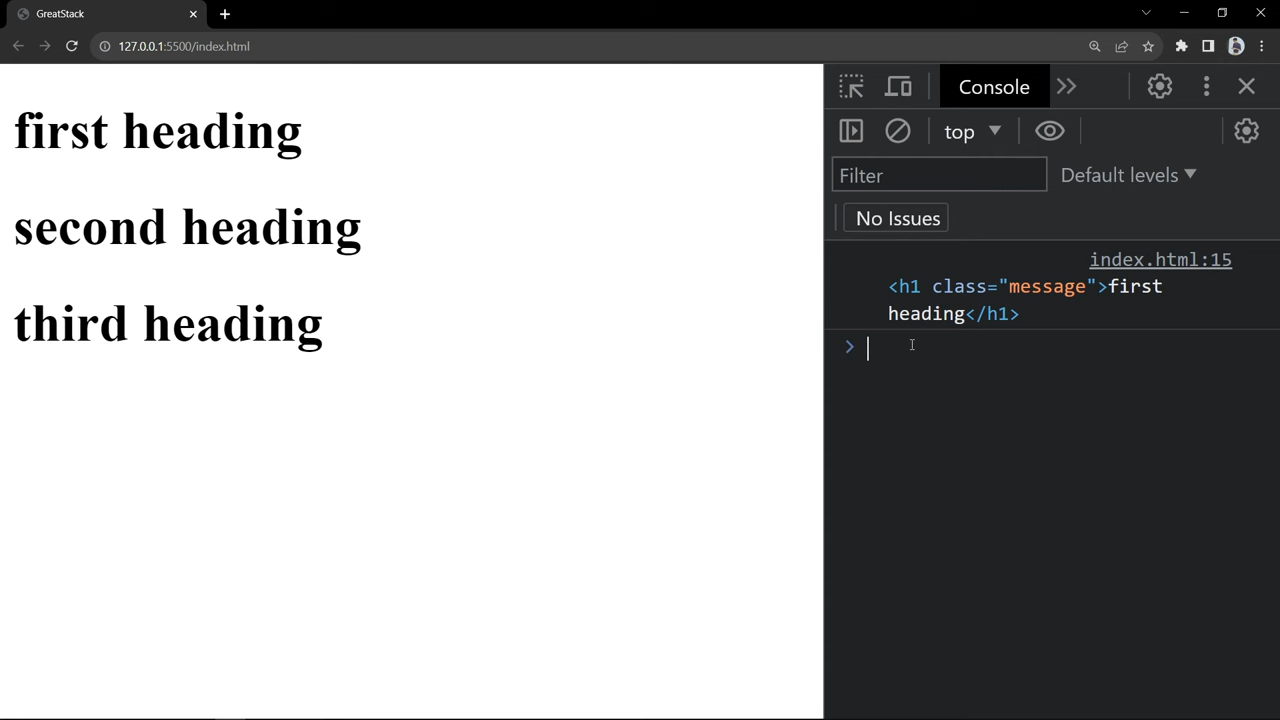 GreatStack
127.0.0.1:5500/index.html
first heading
second heading
third heading
Console
top
Filter
Default levels
No Issues
index.html:15
<h1 class="message">first
heading</h1>
>